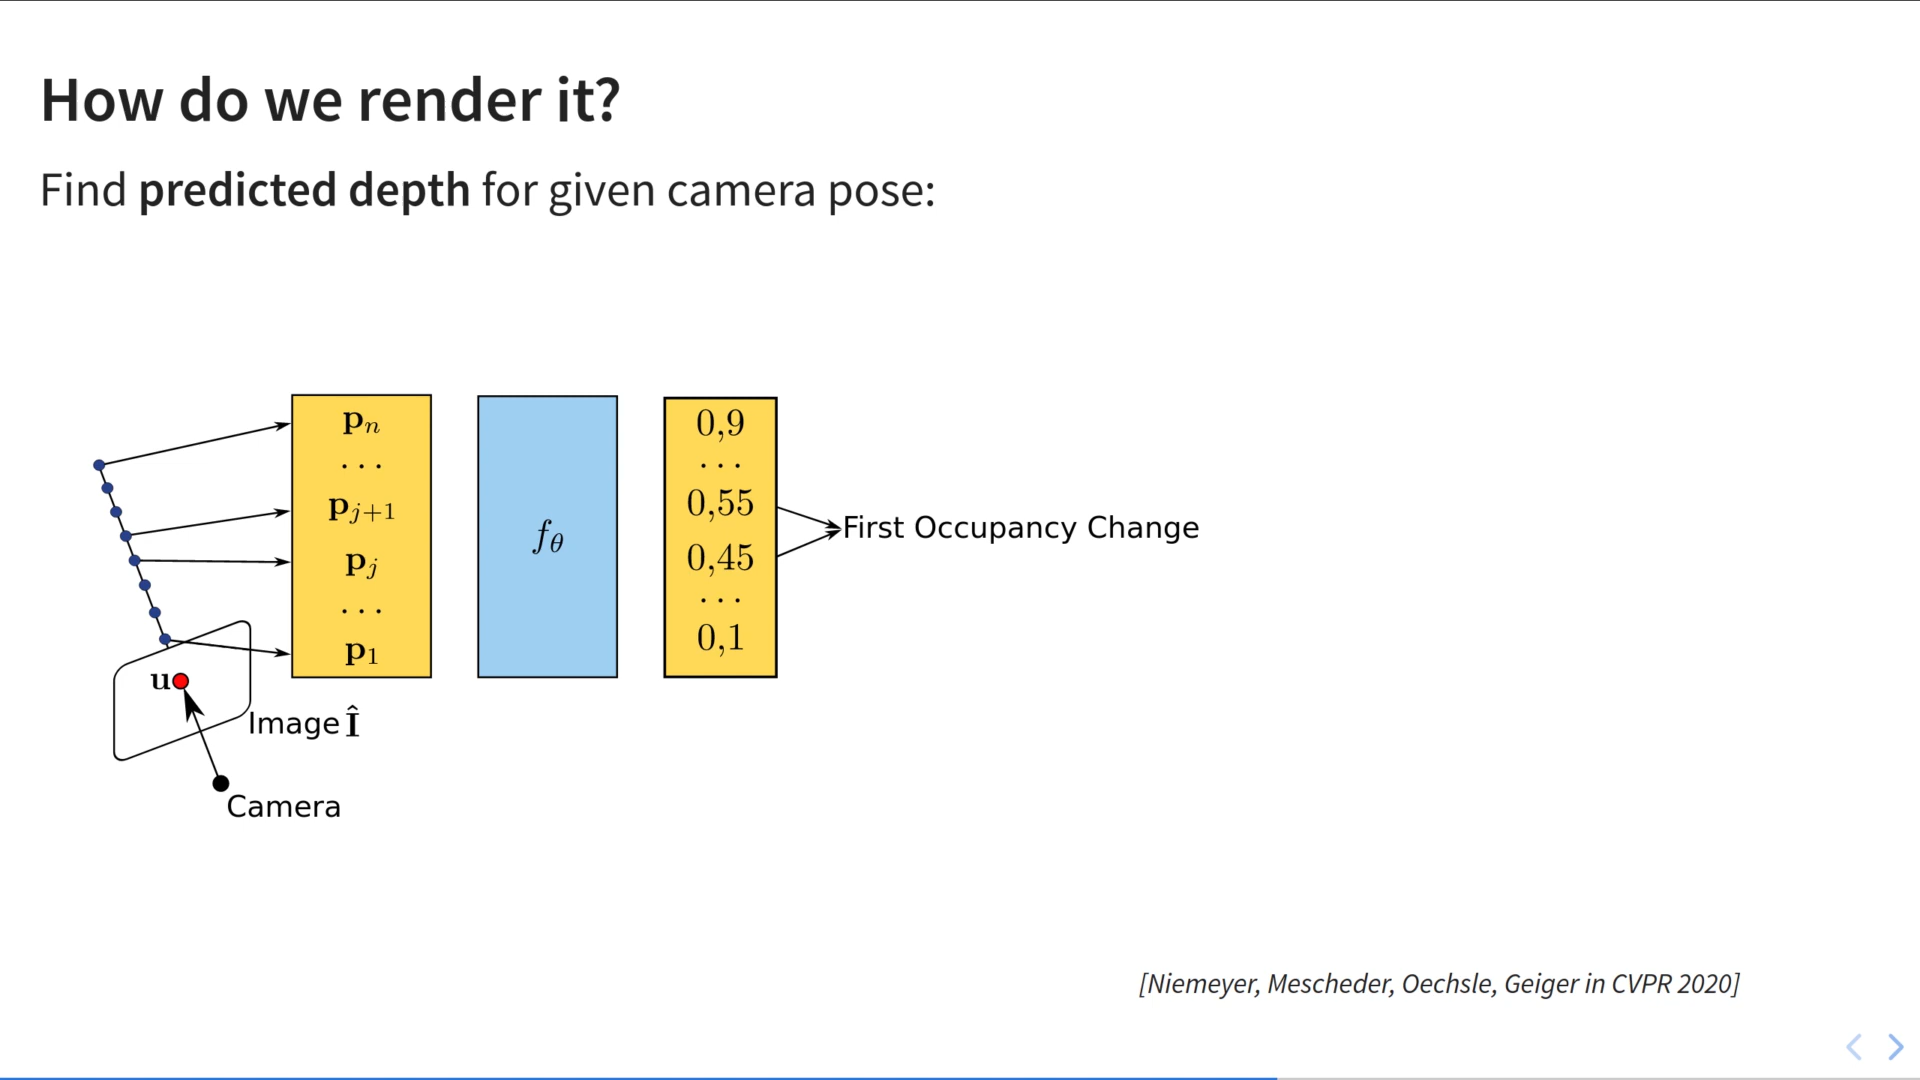 How do we render it?
Find predicted depth for given camera pose:
pₙ
...
pⱼ₊₁
pⱼ
...
p₁
f_θ
0,9
...
0,55
0,45
...
0,1
First Occupancy Change
u
Image Î
Camera
[Niemeyer, Mescheder, Oechsle, Geiger in CVPR 2020]